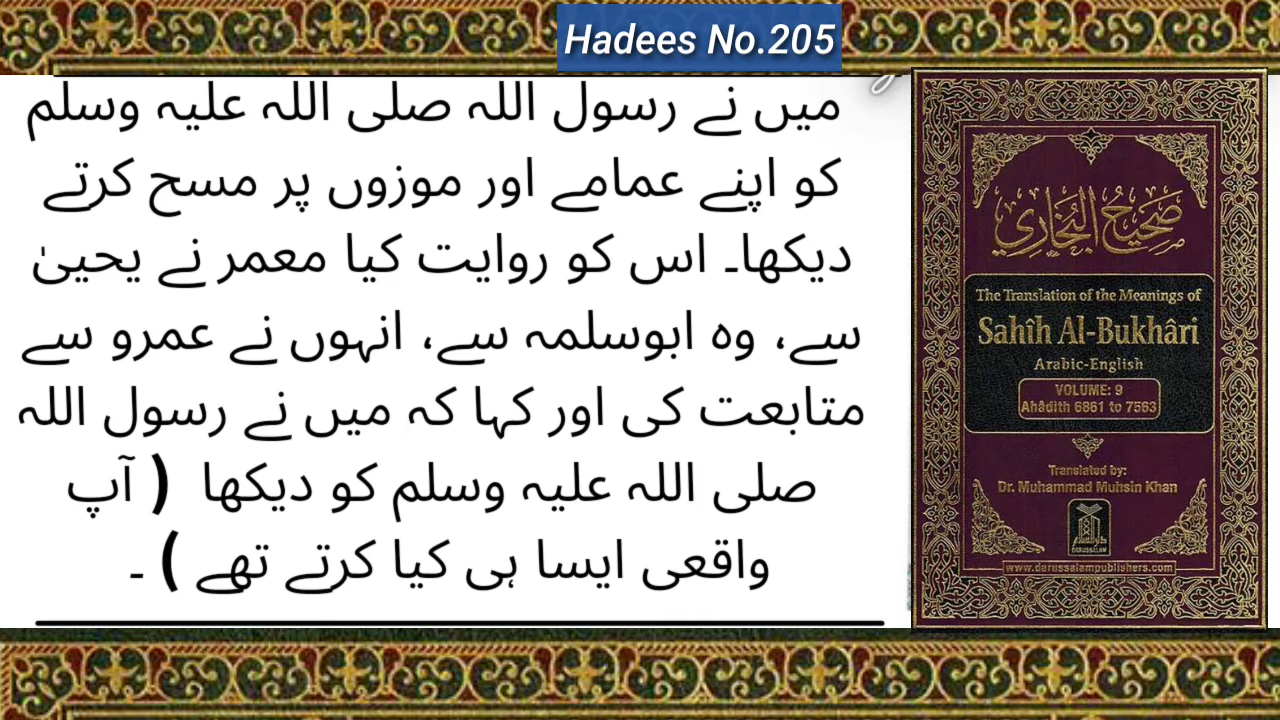 Hadees No.205
میں نے رسول اللہ صلی اللہ علیہ وسلم
کو اپنے عمامے اور موزوں پر مسح کرتے
دیکھا۔ اس کو روایت کیا معمر نے یحییٰ
سے، وہ ابوسلمہ سے، انہوں نے عمرو سے
متابعت کی اور کہا کہ میں نے رسول اللہ
صلی اللہ علیہ وسلم کو دیکھا ( آپ
واقعی ایسا ہی کیا کرتے تھے ) ۔
صَحِيحُ البُخَارِي
The Translation of the Meanings of
Sahîh Al-Bukhâri
Arabic-English
VOLUME: 9
Ahâdith 6861 to 7563
Translated by:
Dr. Muhammad Muhsin Khan
DARUSSALAM
www.darussalampublishers.com